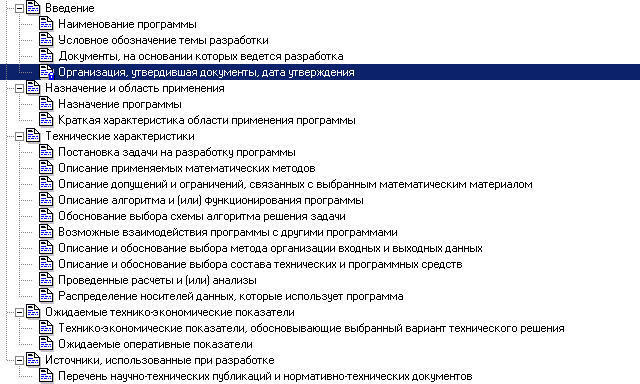 Введение
Наименование программы
Условное обозначение темы разработки
Документы, на основании которых ведется разработка
Организация, утвердившая документы, дата утверждения
Назначение и область применения
Назначение программы
Краткая характеристика области применения программы
Технические характеристики
Постановка задачи на разработку программы
Описание применяемых математических методов
Описание допущений и ограничений, связанных с выбранным математическим материалом
Описание алгоритма и (или) функционирования программы
Обоснование выбора схемы алгоритма решения задачи
Возможные взаимодействия программы с другими программами
Описание и обоснование выбора метода организации входных и выходных данных
Описание и обоснование выбора состава технических и программных средств
Проведенные расчеты и (или) анализы
Распределение носителей данных, которые использует программа
Ожидаемые технико-экономические показатели
Технико-экономические показатели, обосновывающие выбранный вариант технического решения
Ожидаемые оперативные показатели
Источники, использованные при разработке
Перечень научно-технических публикаций и нормативно-технических документов